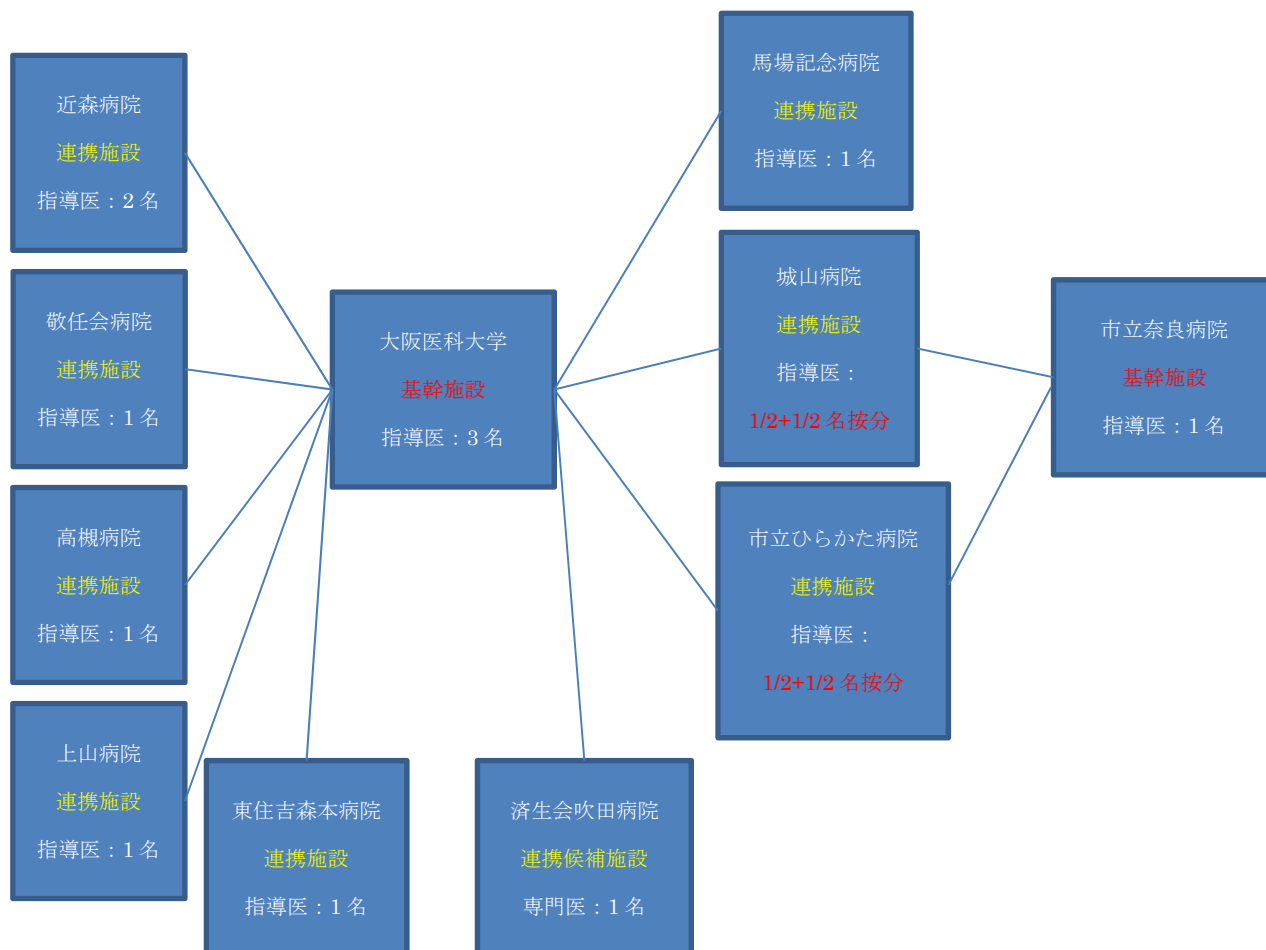 近森病院
連携施設
指導医：2 名
敬任会病院
連携施設
指導医：1 名
高槻病院
連携施設
指導医：1 名
上山病院
連携施設
指導医：1 名
大阪医科大学
基幹施設
指導医：3 名
東住吉森本病院
連携施設
指導医：1 名
済生会吹田病院
連携候補施設
専門医：1 名
馬場記念病院
連携施設
指導医：1 名
城山病院
連携施設
指導医：
1/2+1/2 名按分
市立ひらかた病院
連携施設
指導医：
1/2+1/2 名按分
市立奈良病院
基幹施設
指導医：1 名